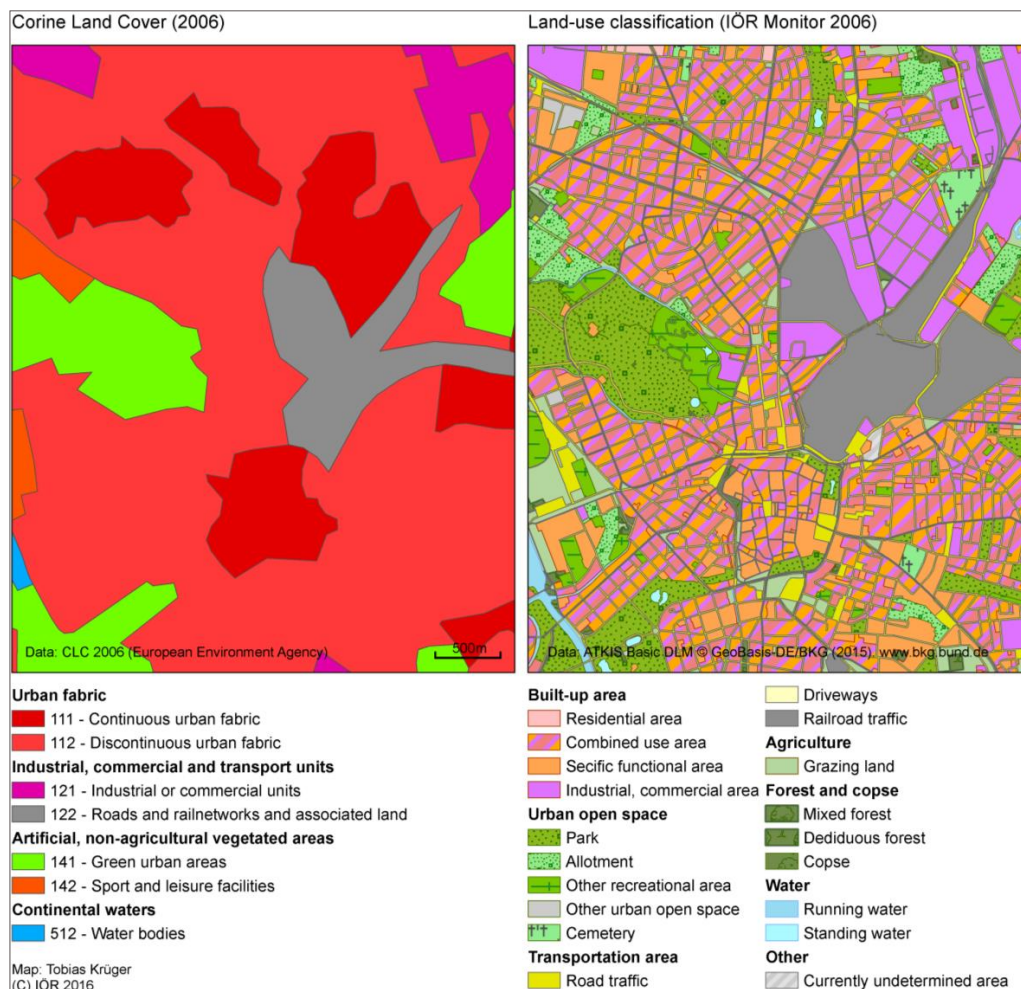 Corine Land Cover (2006)
Data: CLC 2006 (European Environment Agency)
500m
Urban fabric
111 - Continuous urban fabric
112 - Discontinuous urban fabric
Industrial, commercial and transport units
121 - Industrial or commercial units
122 - Roads and railnetworks and associated land
Artificial, non-agricultural vegetated areas
141 - Green urban areas
142 - Sport and leisure facilities
Continental waters
512 - Water bodies
Map: Tobias Krüger
(C) IÖR 2016
Land-use classification (IÖR Monitor 2006)
Data: ATKIS Basic DLM © GeoBasis-DE/BKG (2015). www.bkg.bund.de
Built-up area
Residential area
Combined use area
Secific functional area
Industrial, commercial area
Urban open space
Park
Allotment
Other recreational area
Other urban open space
Cemetery
Transportation area
Road traffic
Driveways
Railroad traffic
Agriculture
Grazing land
Forest and copse
Mixed forest
Dediduous forest
Copse
Water
Running water
Standing water
Other
Currently undetermined area